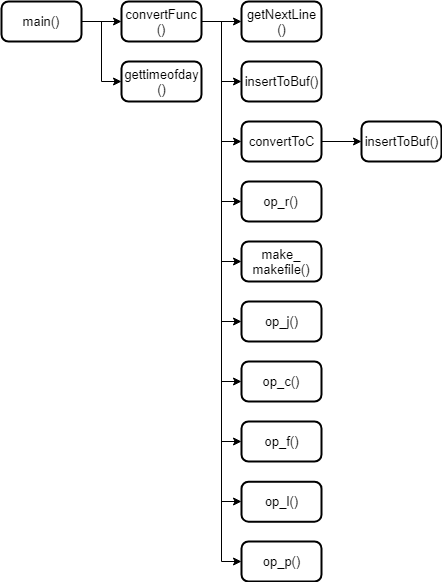 main()
convertFunc
()
getNextLine
()
gettimeofday
()
insertToBuf()
convertToC
insertToBuf()
op_r()
make_
makefile()
op_j()
op_c()
op_f()
op_l()
op_p()